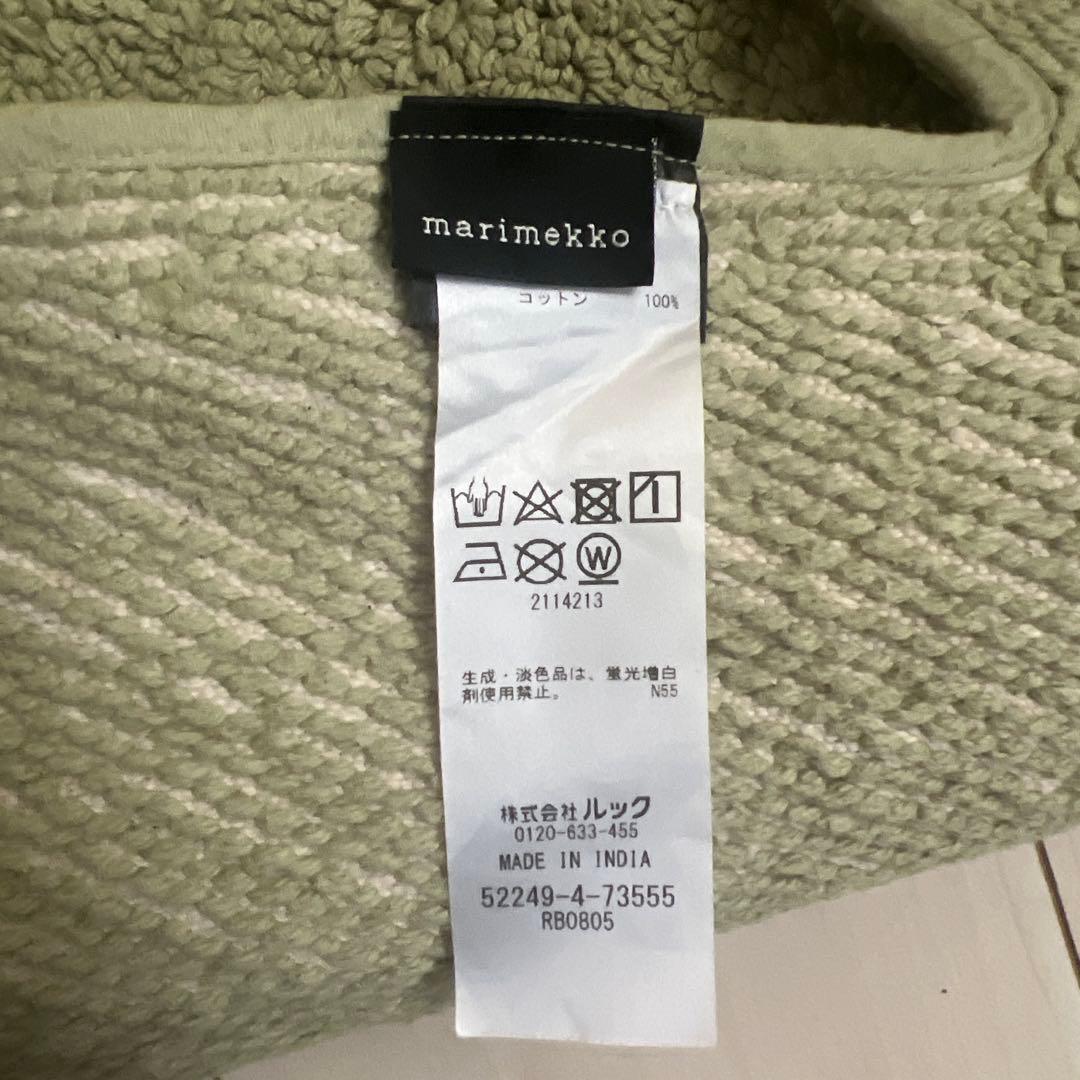 marimekko
コットン 100%
W
2114213
生成・淡色品は、蛍光増白
剤使用禁止。 N55
株式会社 ルック
0120-633-455
MADE IN INDIA
52249-4-73555
RB0805